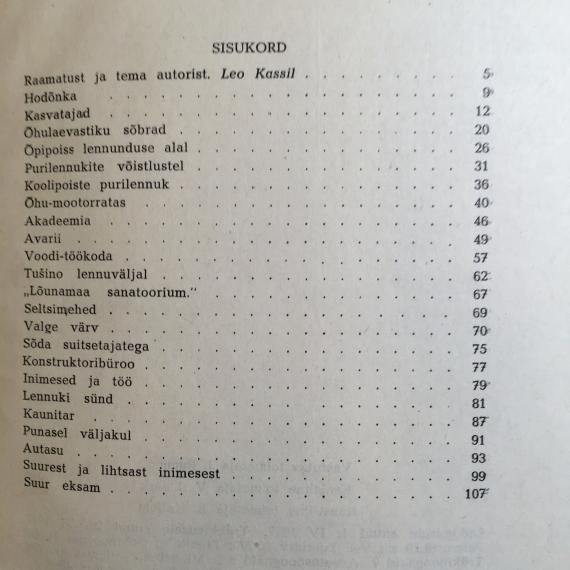 SISUKORD
Raamatust ja tema autorist. Leo Kassil . . . . . . . . . 5
Hodõnka . . . . . . . . . . . . . . . . 9
Kasvatajad . . . . . . . . . . . . . . . . 12
Õhulaevastiku sõbrad . . . . . . . . . . . . . 20
Õpipoiss lennunduse alal . . . . . . . . . . . . 26
Purilennukite võistlustel . . . . . . . . . . . . 31
Koolipoiste purilennuk . . . . . . . . . . . . . 36
Õhu-mootorratas . . . . . . . . . . . . . . 40
Akadeemia . . . . . . . . . . . . . . . . 46
Avarii . . . . . . . . . . . . . . . . . 49
Voodi-töökoda . . . . . . . . . . . . . . . 57
Tušino lennuväljal . . . . . . . . . . . . . . 62
„Lõunamaa sanatoorium." . . . . . . . . . . . . 67
Seltsimehed . . . . . . . . . . . . . . . . 69
Valge värv . . . . . . . . . . . . . . . . 70
Sõda suitsetajatega . . . . . . . . . . . . . . 75
Konstruktoribüroo . . . . . . . . . . . . . . 77
Inimesed ja töö . . . . . . . . . . . . . . . 79
Lennuki sünd . . . . . . . . . . . . . . . 81
Kaunitar . . . . . . . . . . . . . . . . . 87
Punasel väljakul . . . . . . . . . . . . . . 91
Autasu . . . . . . . . . . . . . . . . . 93
Suurest ja lihtsast inimesest . . . . . . . . . . . 99
Suur eksam . . . . . . . . . . . . . . . . 107